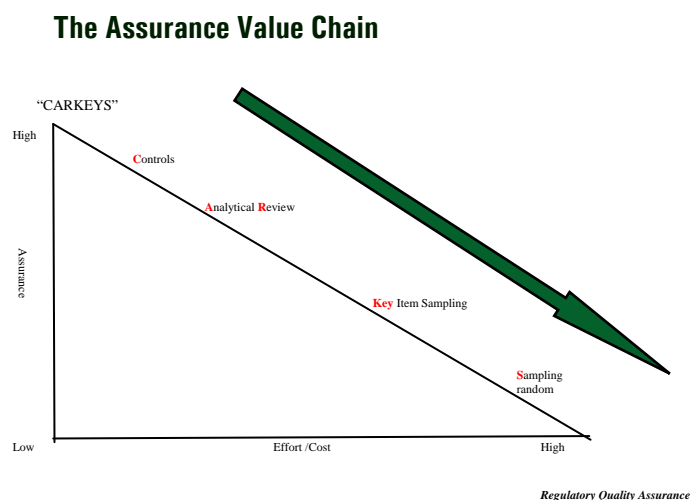 The Assurance Value Chain
“CARKEYS”
High
Controls
Analytical Review
Assurance
Key Item Sampling
Sampling
random
Low
Effort /Cost
High
Regulatory Quality Assurance